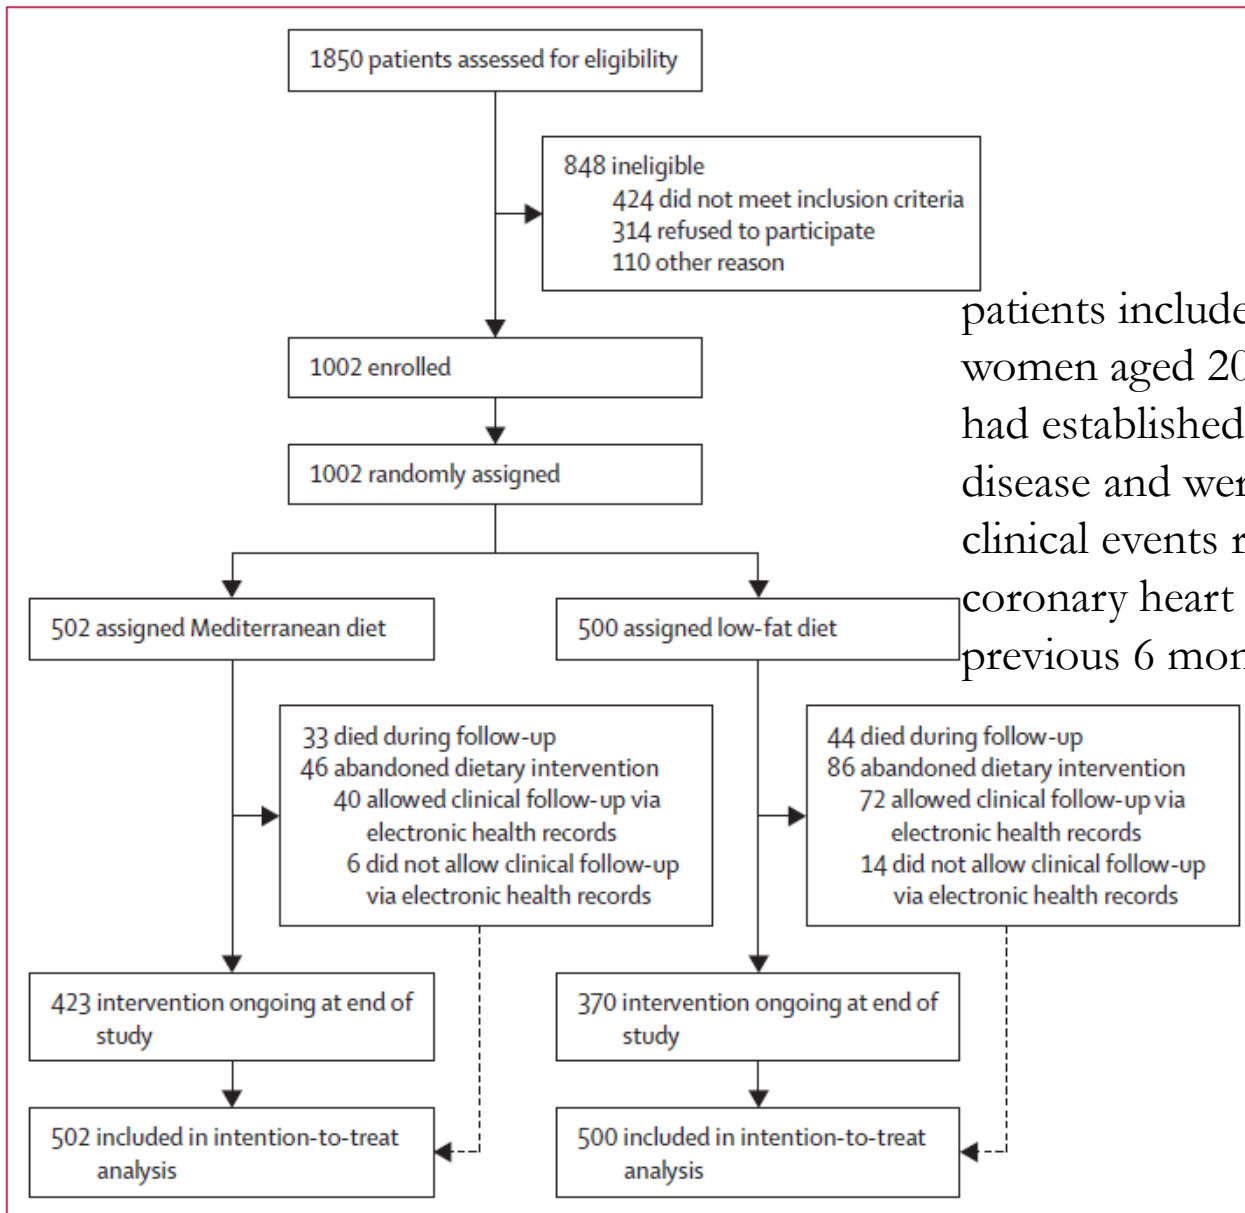 1850 patients assessed for eligibility
848 ineligible
424 did not meet inclusion criteria
314 refused to participate
110 other reason
1002 enrolled
1002 randomly assigned
patients include
women aged 20
had established
disease and wer
clinical events r
coronary heart
previous 6 mon
502 assigned Mediterranean diet
500 assigned low-fat diet
33 died during follow-up
46 abandoned dietary intervention
40 allowed clinical follow-up via
electronic health records
6 did not allow clinical follow-up
via electronic health records
44 died during follow-up
86 abandoned dietary intervention
72 allowed clinical follow-up via
electronic health records
14 did not allow clinical follow-up
via electronic health records
423 intervention ongoing at end of
study
370 intervention ongoing at end of
study
502 included in intention-to-treat
analysis
500 included in intention-to-treat
analysis